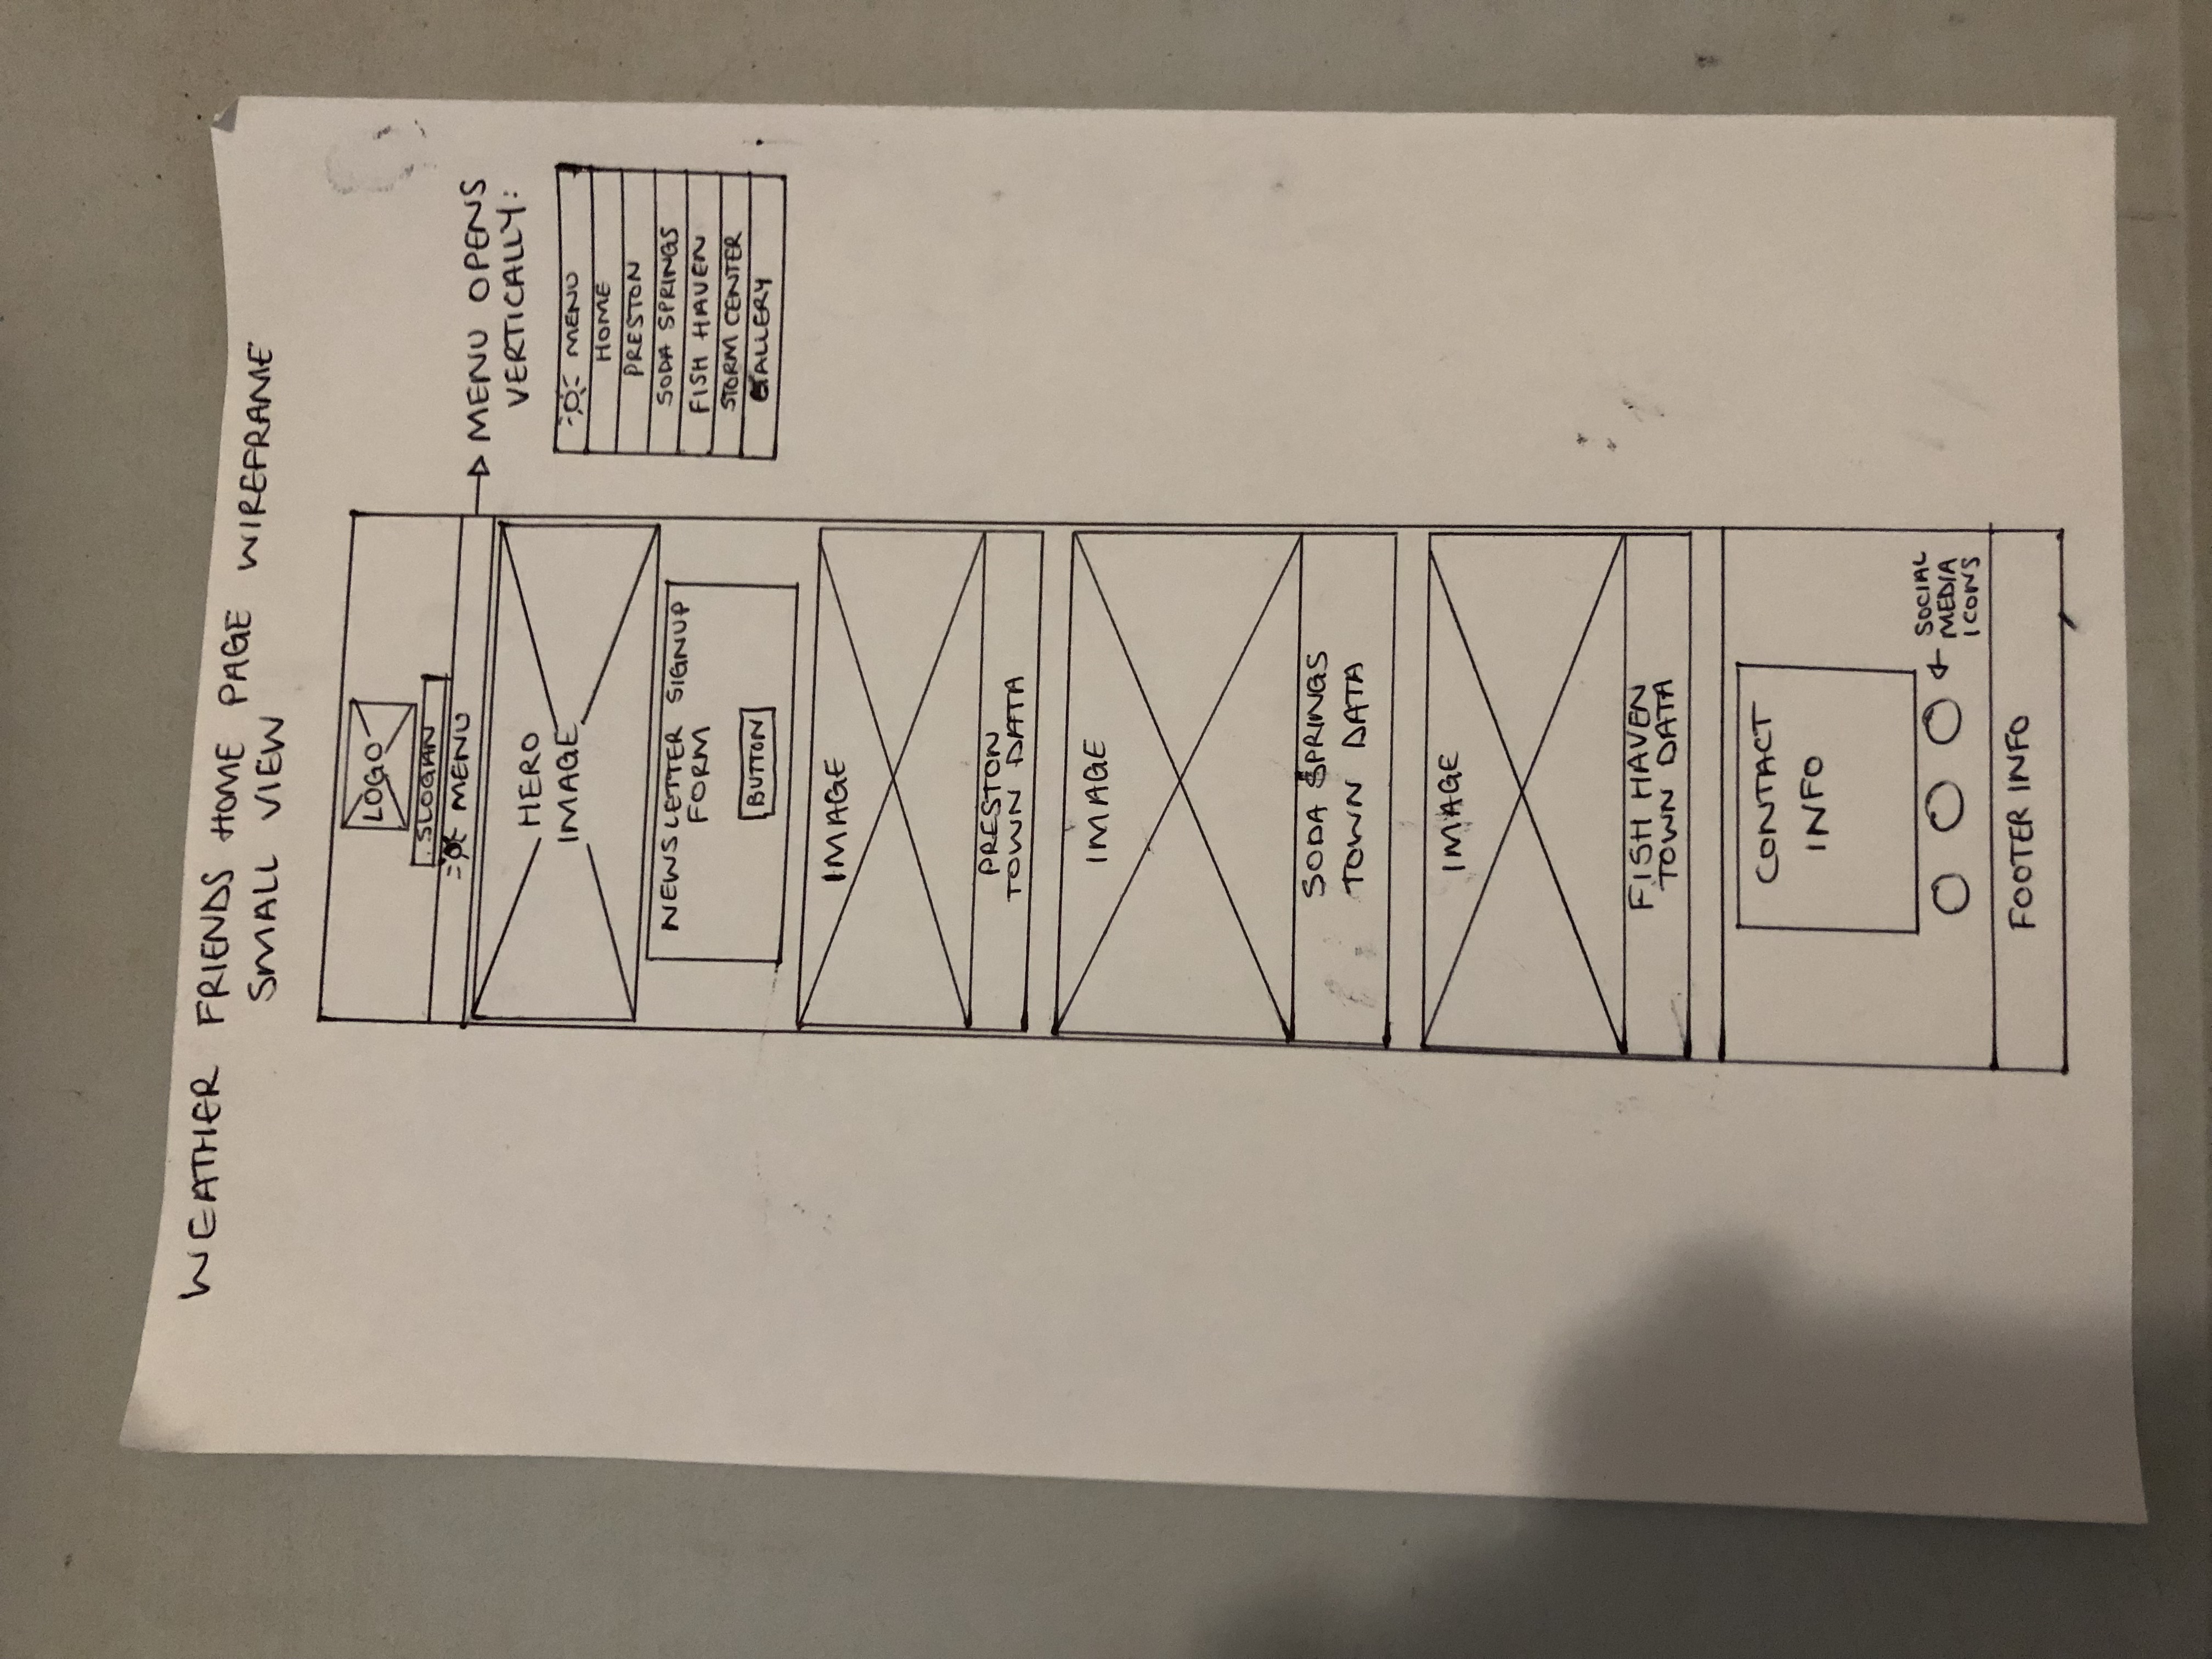 WEATHER FRIENDS HOME PAGE WIREFRAME
SMALL VIEW
LOGO
SLOGAN
MENU
MENU OPENS
VERTICALLY:
MENU
HOME
PRESTON
SODA SPRINGS
FISH HAVEN
STORM CENTER
GALLERY
HERO
IMAGE
NEWSLETTER SIGNUP
FORM
BUTTON
IMAGE
PRESTON
TOWN DATA
IMAGE
SODA SPRINGS
TOWN DATA
IMAGE
FISH HAVEN
TOWN DATA
CONTACT
INFO
SOCIAL
MEDIA
ICONS
FOOTER INFO